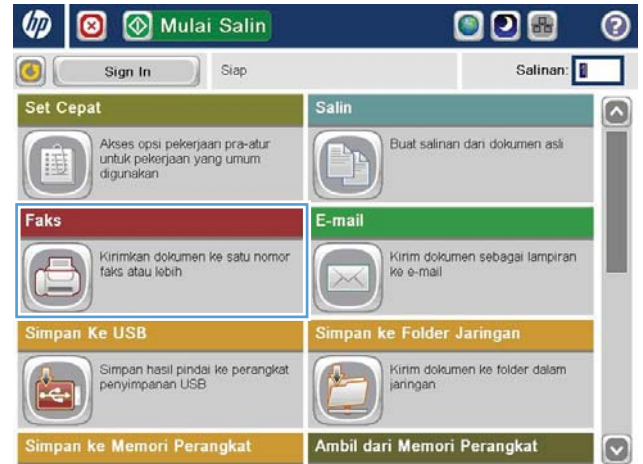 hp Mulai Salin ?
Sign In Siap Salinan: 1
Set Cepat
Akses opsi pekerjaan pra-atur
untuk pekerjaan yang umum
digunakan
Salin
Buat salinan dari dokumen asli
Faks
Kirimkan dokumen ke satu nomor
faks atau lebih
E-mail
Kirim dokumen sebagai lampiran
ke e-mail
Simpan Ke USB
Simpan hasil pindai ke perangkat
penyimpanan USB
Simpan ke Folder Jaringan
Kirim dokumen ke folder dalam
jaringan
Simpan ke Memori Perangkat
Ambil dari Memori Perangkat